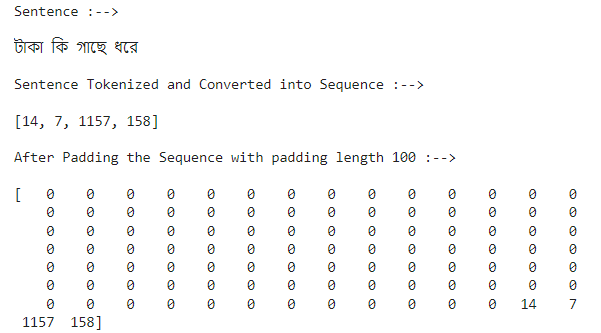 Sentence :-->
টাকা কি গাছে ধরে
Sentence Tokenized and Converted into Sequence :-->
[14, 7, 1157, 158]
After Padding the Sequence with padding length 100 :-->
[ 0 0 0 0 0 0 0 0 0 0 0 0 0 0
0 0 0 0 0 0 0 0 0 0 0 0 0 0
0 0 0 0 0 0 0 0 0 0 0 0 0 0
0 0 0 0 0 0 0 0 0 0 0 0 0 0
0 0 0 0 0 0 0 0 0 0 0 0 0 0
0 0 0 0 0 0 0 0 0 0 0 0 0 0
0 0 0 0 0 0 0 0 0 0 0 0 14 7
1157 158]